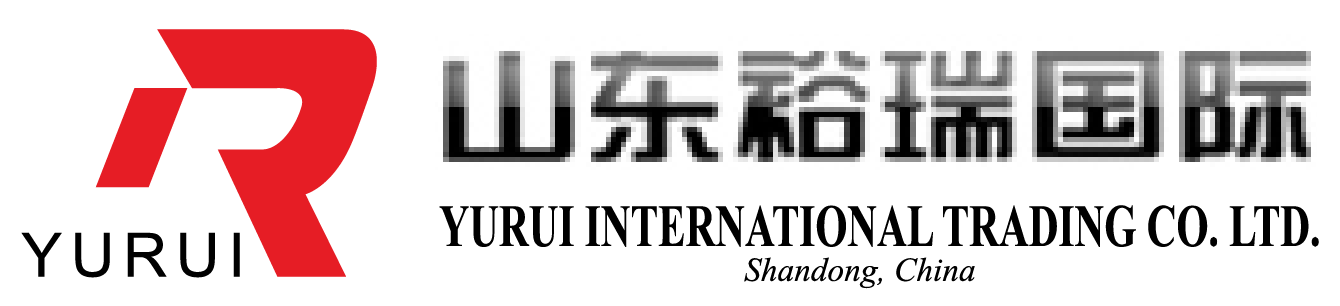 YURUI
山东裕瑞国际
YURUI INTERNATIONAL TRADING CO. LTD.
Shandong, China